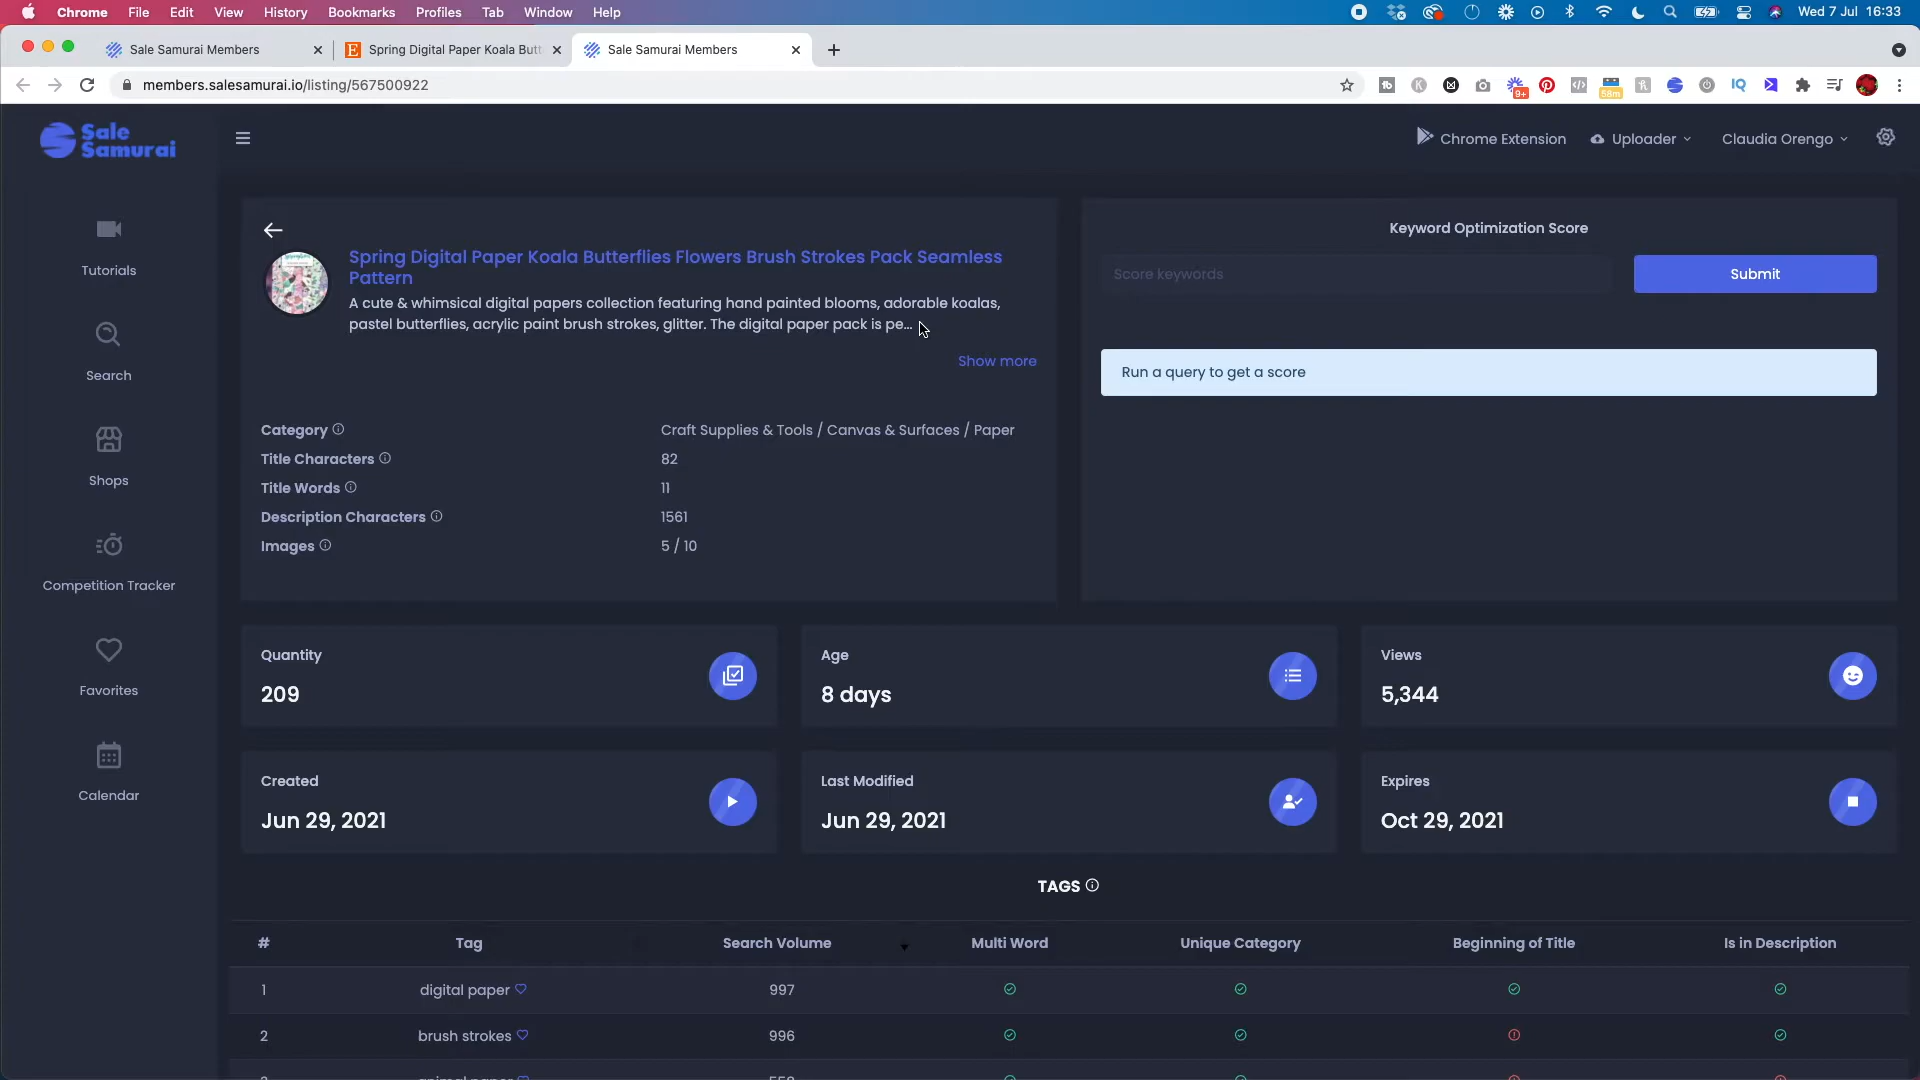 Chrome File Edit View History Bookmarks Profiles Tab Window Help Wed 7 Jul 16:33
Sale Samurai Members Spring Digital Paper Koala Butt Sale Samurai Members
members.salesamurai.io/listing/567500922 9+ 58m
Sale
Samurai
Chrome Extension Uploader Claudia Orengo
Tutorials
Search
Shops
Competition Tracker
Favorites
Calendar
Spring Digital Paper Koala Butterflies Flowers Brush Strokes Pack Seamless
Pattern
A cute & whimsical digital papers collection featuring hand painted blooms, adorable koalas,
pastel butterflies, acrylic paint brush strokes, glitter. The digital paper pack is pe...
Show more
Category Craft Supplies & Tools / Canvas & Surfaces / Paper
Title Characters 82
Title Words 11
Description Characters 1561
Images 5 / 10
Keyword Optimization Score
Score keywords Submit
Run a query to get a score
Quantity
209
Age
8 days
Views
5,344
Created
Jun 29, 2021
Last Modified
Jun 29, 2021
Expires
Oct 29, 2021
TAGS
# Tag Search Volume Multi Word Unique Category Beginning of Title Is in Description
1 digital paper 997
2 brush strokes 996